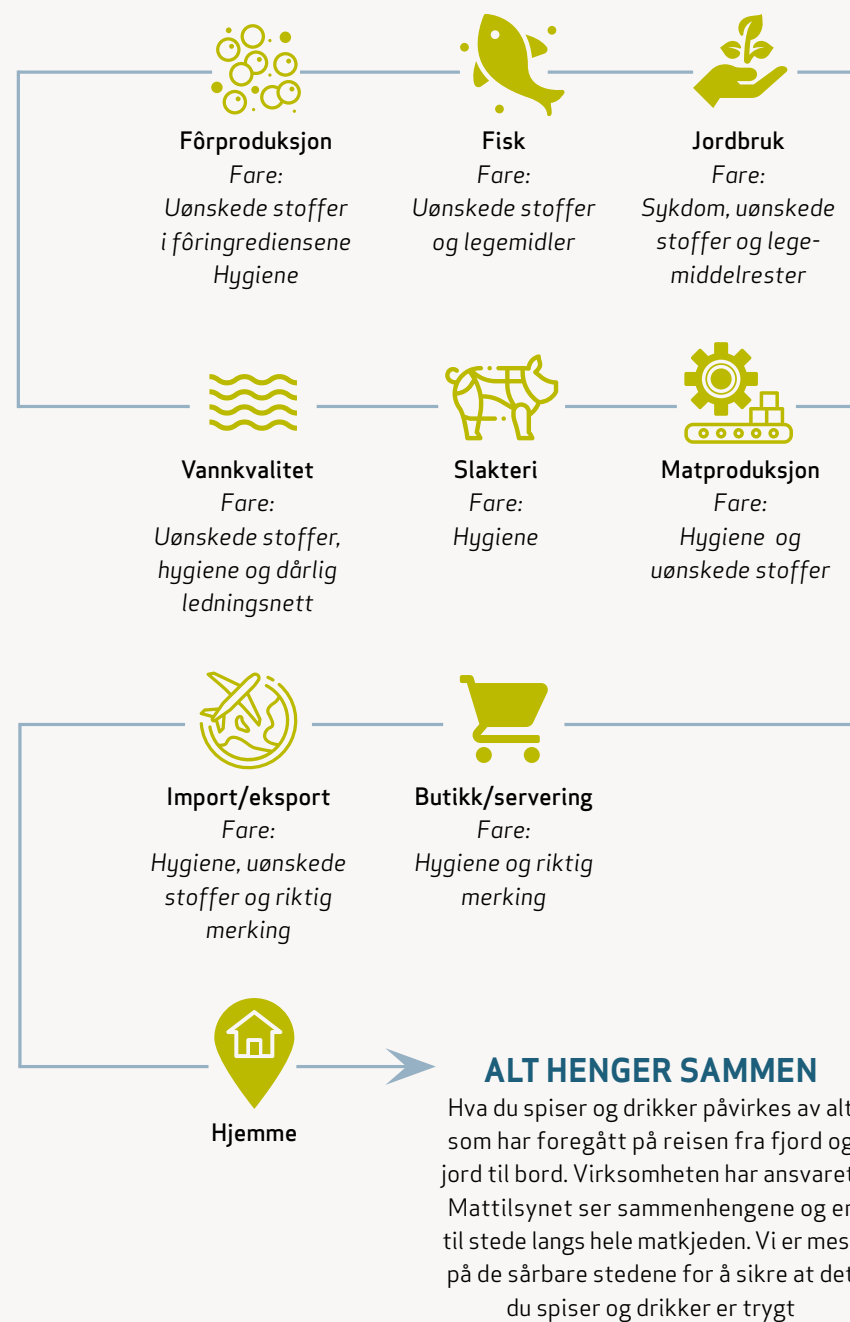 Fôrproduksjon
Fare:
Uønskede stoffer
i fôringrediensene
Hygiene
Fisk
Fare:
Uønskede stoffer
og legemidler
Jordbruk
Fare:
Sykdom, uønskede
stoffer og lege-
middelrester
Vannkvalitet
Fare:
Uønskede stoffer,
hygiene og dårlig
ledningsnett
Slakteri
Fare:
Hygiene
Matproduksjon
Fare:
Hygiene og
uønskede stoffer
Import/eksport
Fare:
Hygiene, uønskede
stoffer og riktig
merking
Butikk/servering
Fare:
Hygiene og riktig
merking
Hjemme
ALT HENGER SAMMEN
Hva du spiser og drikker påvirkes av alt
som har foregått på reisen fra fjord og
jord til bord. Virksomheten har ansvaret
Mattilsynet ser sammenhengene og er
til stede langs hele matkjeden. Vi er mes
på de sårbare stedene for å sikre at det
du spiser og drikker er trygt